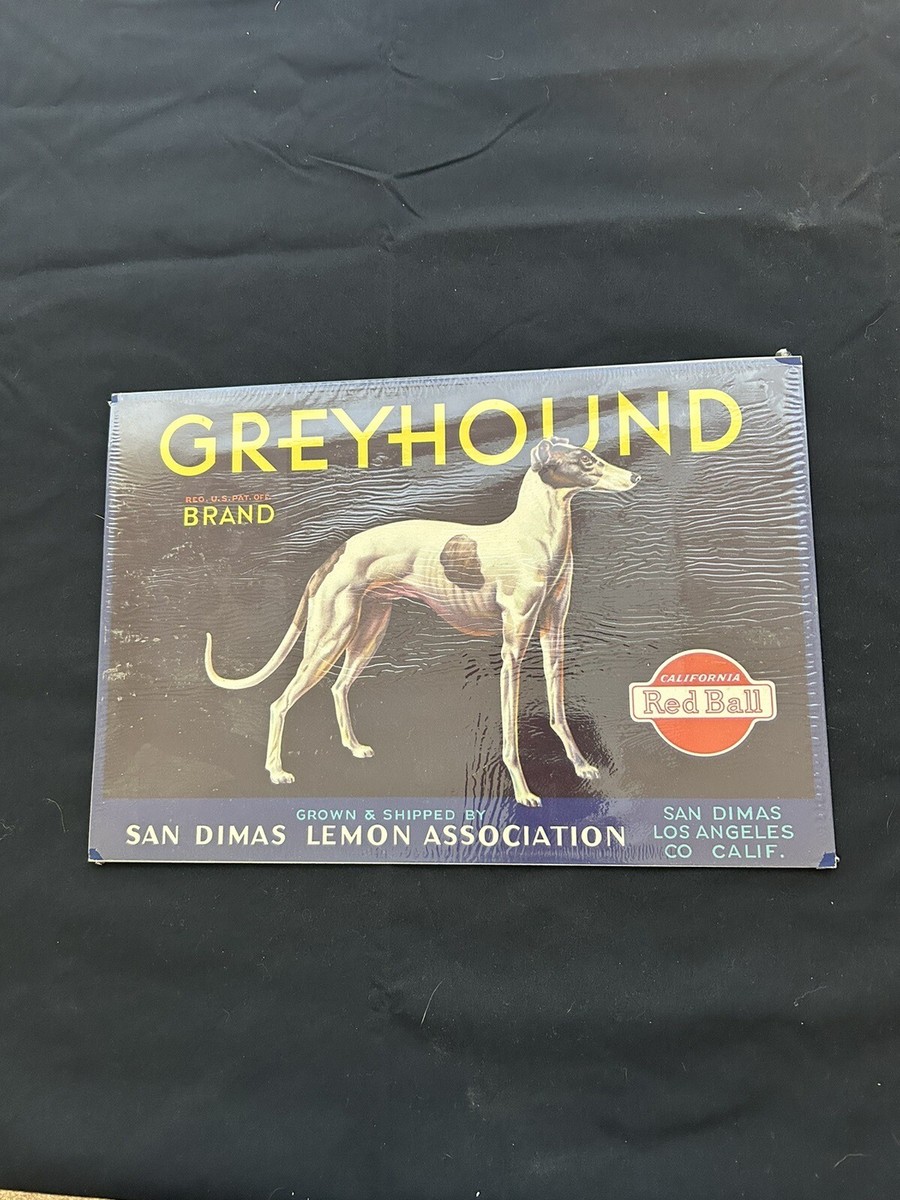 GREYHOUND
REG. U.S. PAT. OFF.
BRAND
CALIFORNIA
Red Ball
GROWN & SHIPPED BY
SAN DIMAS LEMON ASSOCIATION
SAN DIMAS
LOS ANGELES
CO CALIF.